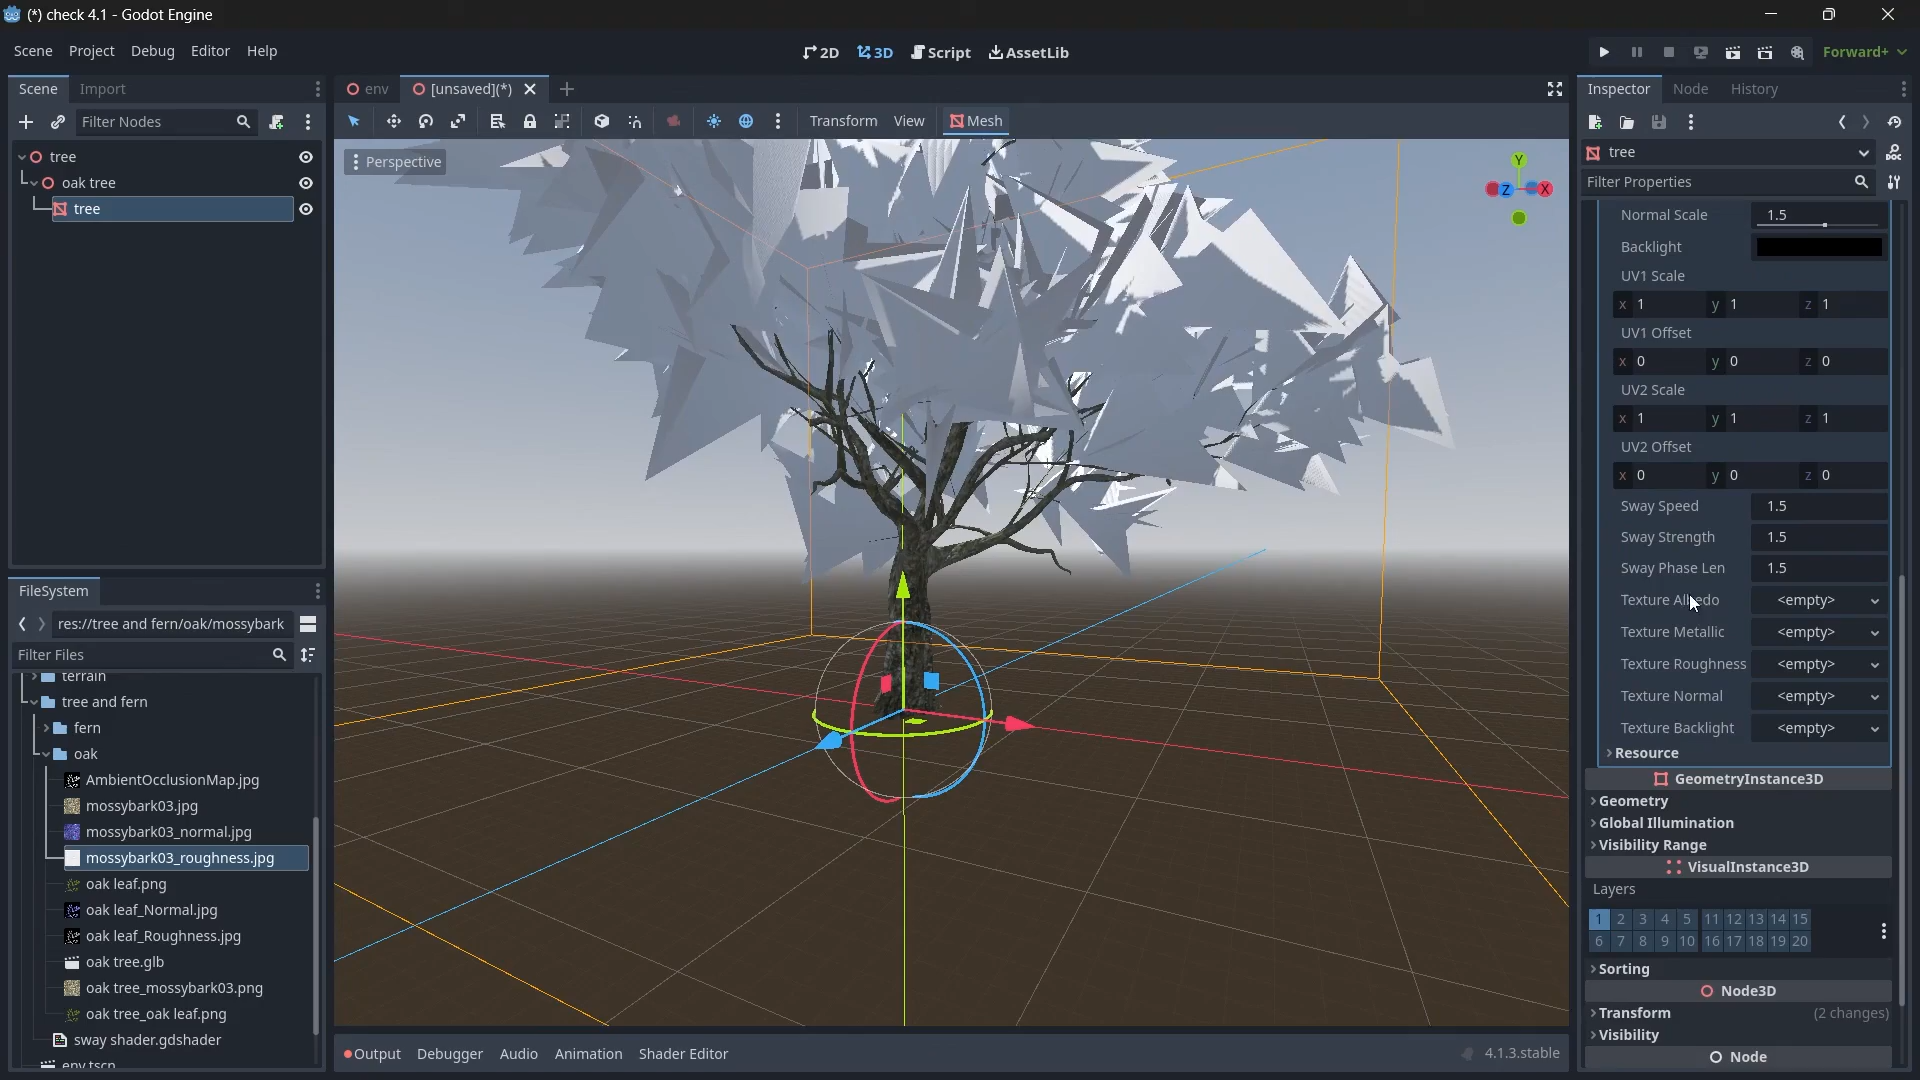 (*) check 4.1 - Godot Engine
Scene Project Debug Editor Help
2D 3D Script AssetLib
Forward+
Scene Import
Filter Nodes
tree
oak tree
tree
FileSystem
res://tree and fern/oak/mossybark
Filter Files
terrain
tree and fern
fern
oak
AmbientOcclusionMap.jpg
mossybark03.jpg
mossybark03_normal.jpg
mossybark03_roughness.jpg
oak leaf.png
oak leaf_Normal.jpg
oak leaf_Roughness.jpg
oak tree.glb
oak tree_mossybark03.png
oak tree_oak leaf.png
sway shader.gdshader
env.tscn
env [unsaved](*)
Transform View Mesh
Perspective
Y
Z X
Output Debugger Audio Animation Shader Editor
4.1.3.stable
Inspector Node History
tree
Filter Properties
Normal Scale 1.5
Backlight
UV1 Scale
x 1 y 1 z 1
UV1 Offset
x 0 y 0 z 0
UV2 Scale
x 1 y 1 z 1
UV2 Offset
x 0 y 0 z 0
Sway Speed 1.5
Sway Strength 1.5
Sway Phase Len 1.5
Texture Albedo <empty>
Texture Metallic <empty>
Texture Roughness <empty>
Texture Normal <empty>
Texture Backlight <empty>
Resource
GeometryInstance3D
Geometry
Global Illumination
Visibility Range
VisualInstance3D
Layers
1 2 3 4 5 11 12 13 14 15
6 7 8 9 10 16 17 18 19 20
Sorting
Node3D
Transform (2 changes)
Visibility
Node